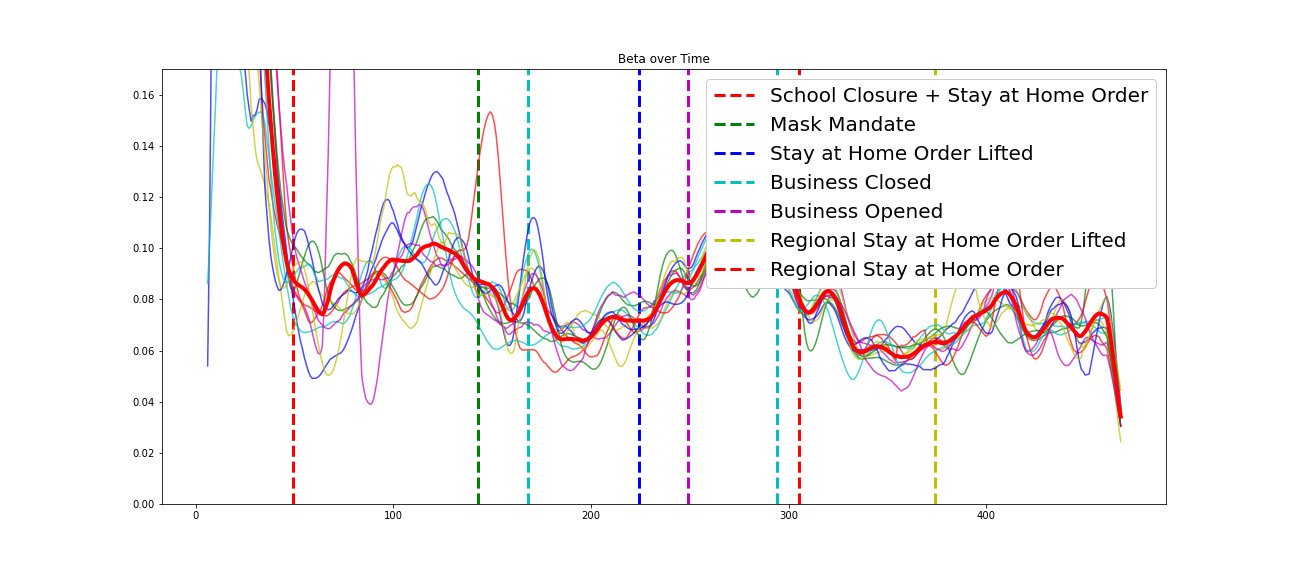 Beta over Time
0.16
0.14
0.12
0.10
0.08
0.06
0.04
0.02
0.00
0
100
200
300
400
School Closure + Stay at Home Order
Mask Mandate
Stay at Home Order Lifted
Business Closed
Business Opened
Regional Stay at Home Order Lifted
Regional Stay at Home Order